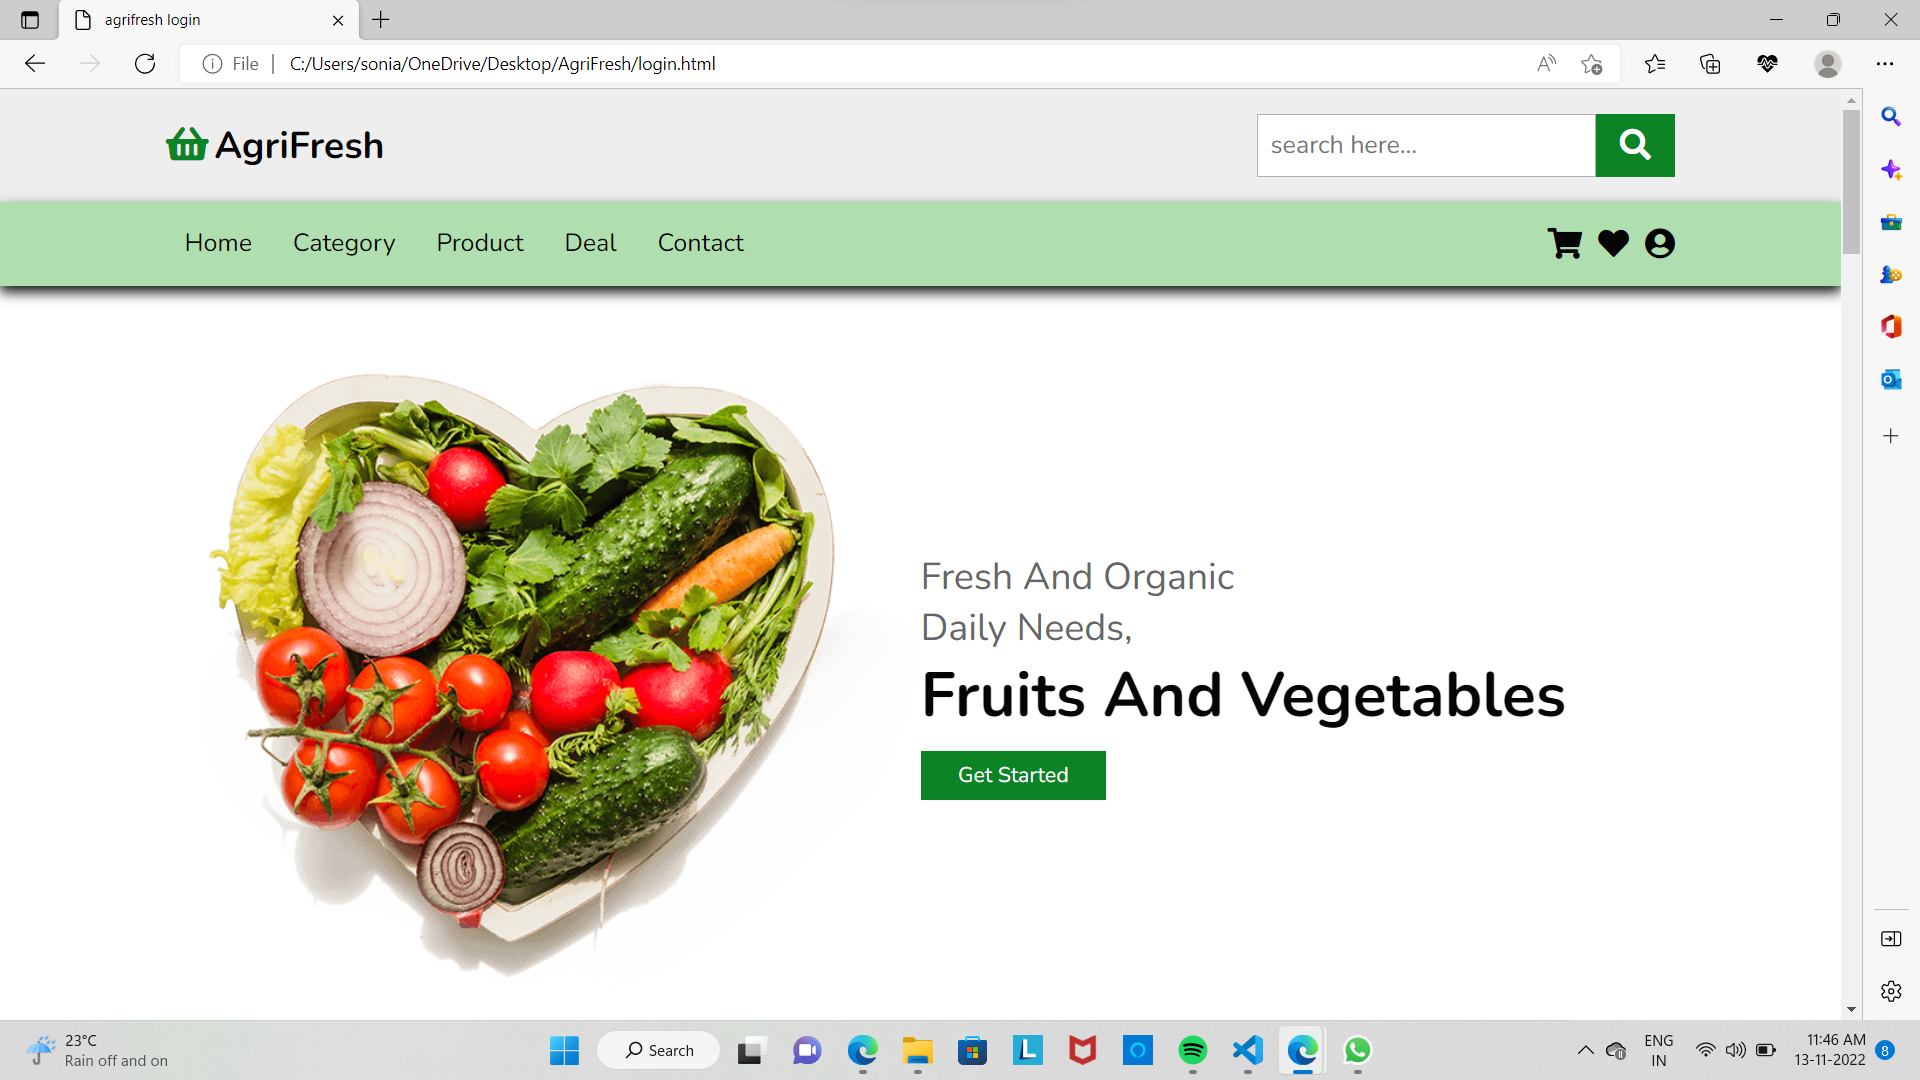 agrifresh login
File
C:/Users/sonia/OneDrive/Desktop/AgriFresh/login.html
AgriFresh
search here...
Home Category Product Deal Contact
Fresh And Organic
Daily Needs,
Fruits And Vegetables
Get Started
23°C
Rain off and on
Search
ENG
IN
11:46 AM
13-11-2022
8